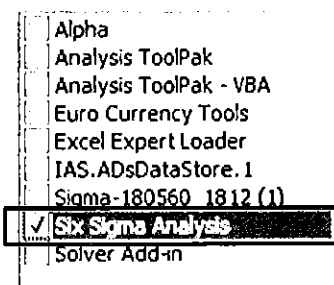 Alpha
Analysis ToolPak
Analysis ToolPak - VBA
Euro Currency Tools
Excel Expert Loader
IAS.ADsDataStore.1
Sigma-180560_1812 (1)
Six Sigma Analysis
Solver Add-in